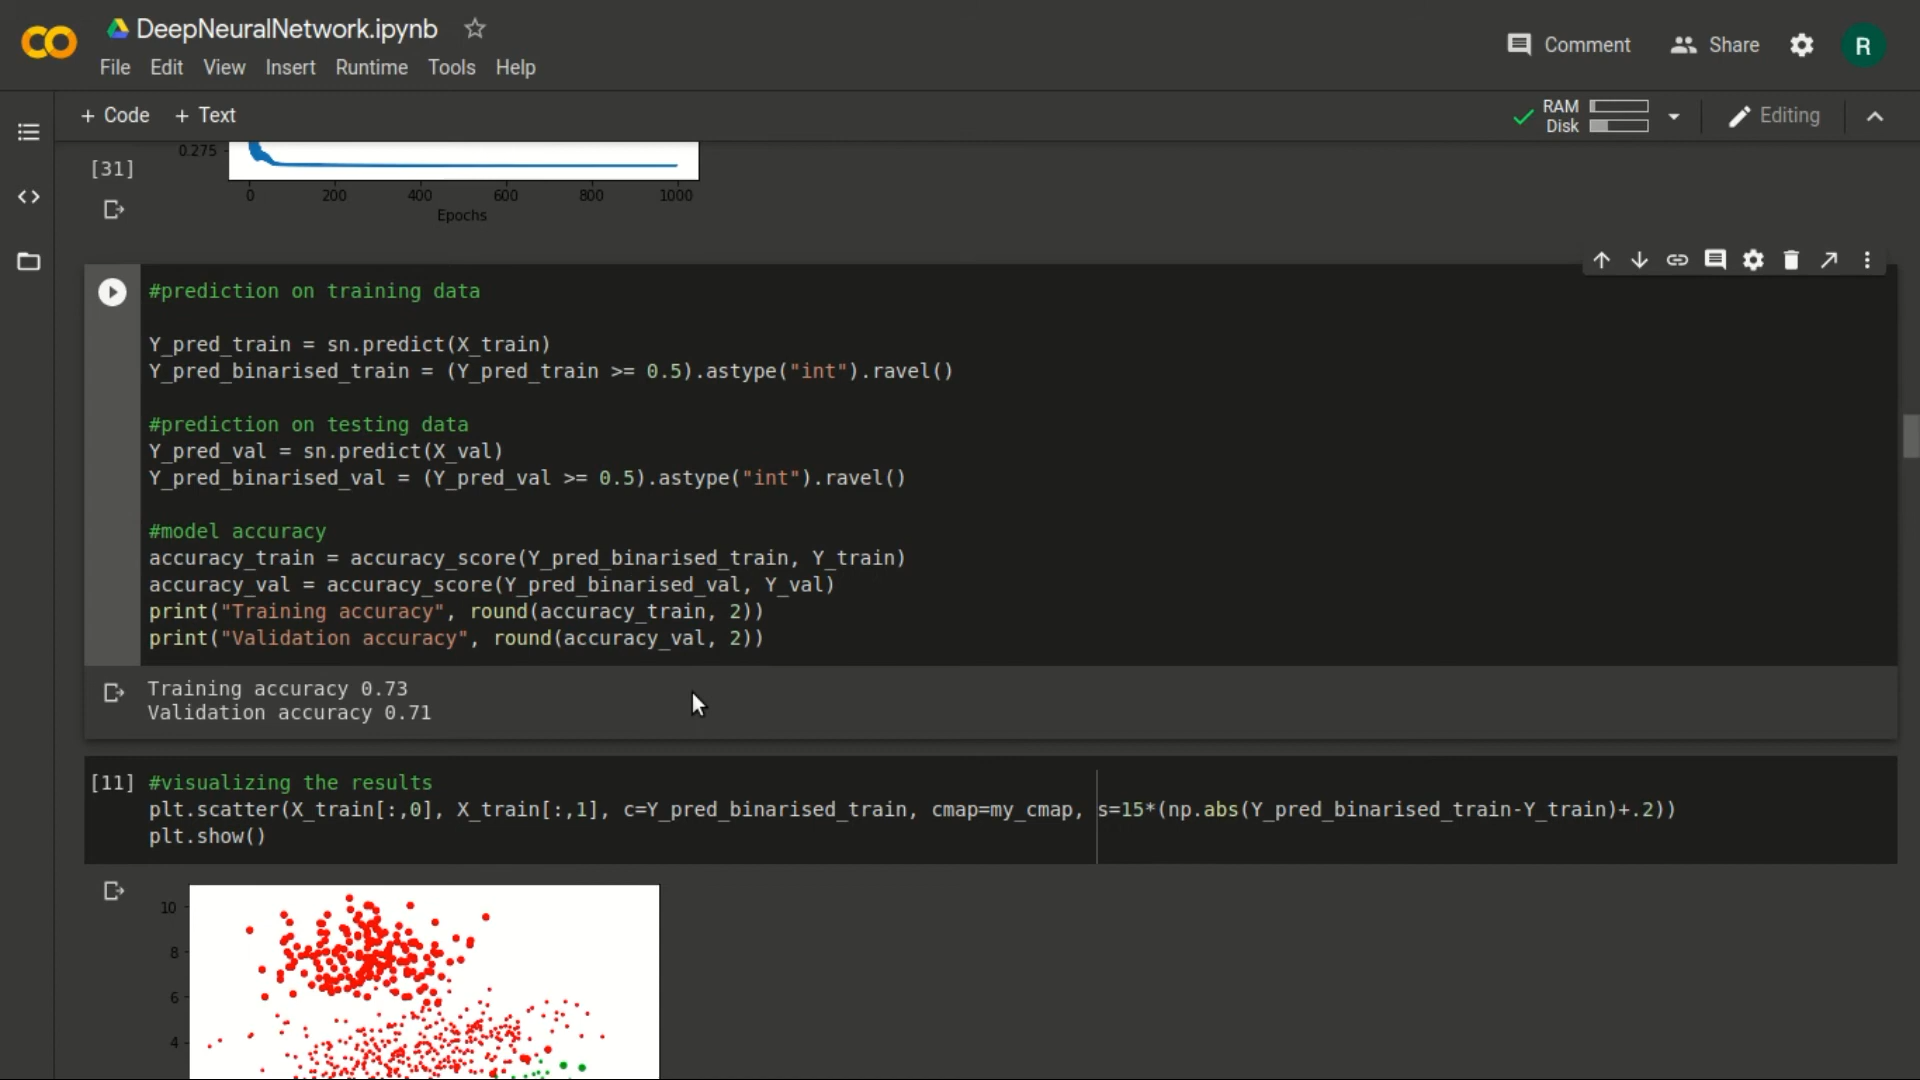 DeepNeuralNetwork.ipynb
Comment
Share
R
File Edit View Insert Runtime Tools Help
+ Code + Text
RAM
Disk
Editing
0.275
[31]
0 200 400 600 800 1000
Epochs
#prediction on training data
Y_pred_train = sn.predict(X_train)
Y_pred_binarised_train = (Y_pred_train >= 0.5).astype("int").ravel()
#prediction on testing data
Y_pred_val = sn.predict(X_val)
Y_pred_binarised_val = (Y_pred_val >= 0.5).astype("int").ravel()
#model accuracy
accuracy_train = accuracy_score(Y_pred_binarised_train, Y_train)
accuracy_val = accuracy_score(Y_pred_binarised_val, Y_val)
print("Training accuracy", round(accuracy_train, 2))
print("Validation accuracy", round(accuracy_val, 2))
Training accuracy 0.73
Validation accuracy 0.71
[11] #visualizing the results
plt.scatter(X_train[:,0], X_train[:,1], c=Y_pred_binarised_train, cmap=my_cmap, s=15*(np.abs(Y_pred_binarised_train-Y_train)+.2))
plt.show()
10
8
6
4